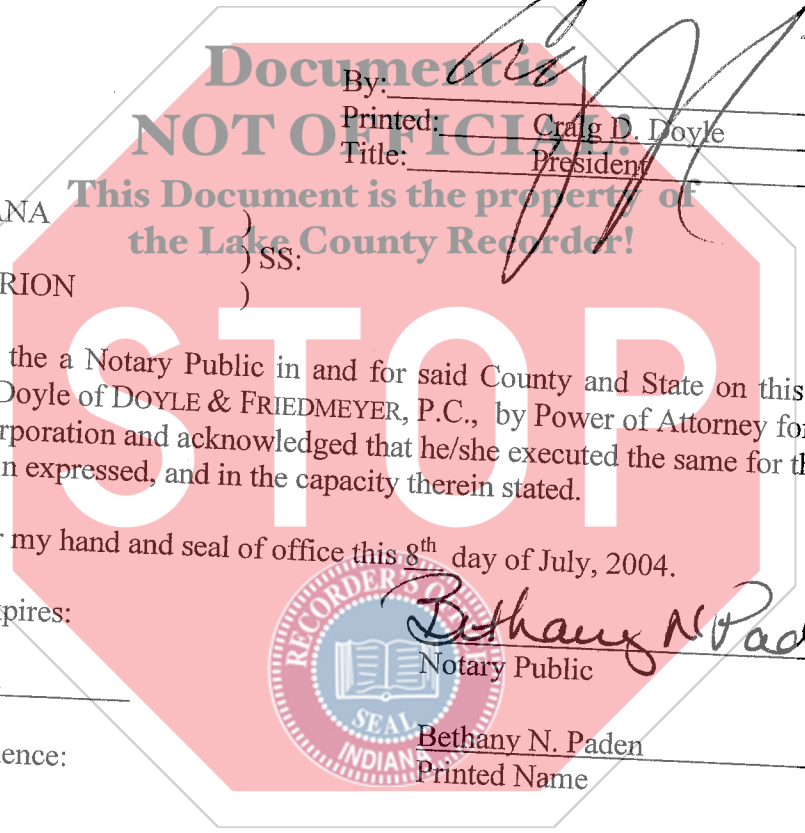 Document is
NOT OFFICIAL!
This Document is the property of
the Lake County Recorder!
STOP
By:
Printed: Craig D. Doyle
Title: President
ANA )
) SS:
RION )
the a Notary Public in and for said County and State on this
Doyle of DOYLE & FRIEDMEYER, P.C., by Power of Attorney for
rporation and acknowledged that he/she executed the same for th
n expressed, and in the capacity therein stated.
my hand and seal of office this 8th day of July, 2004.
pires:
Bethany N Pad
Notary Public
RECORDER'S OFFICE
SEAL
INDIANA
Bethany N. Paden
ence:
Printed Name